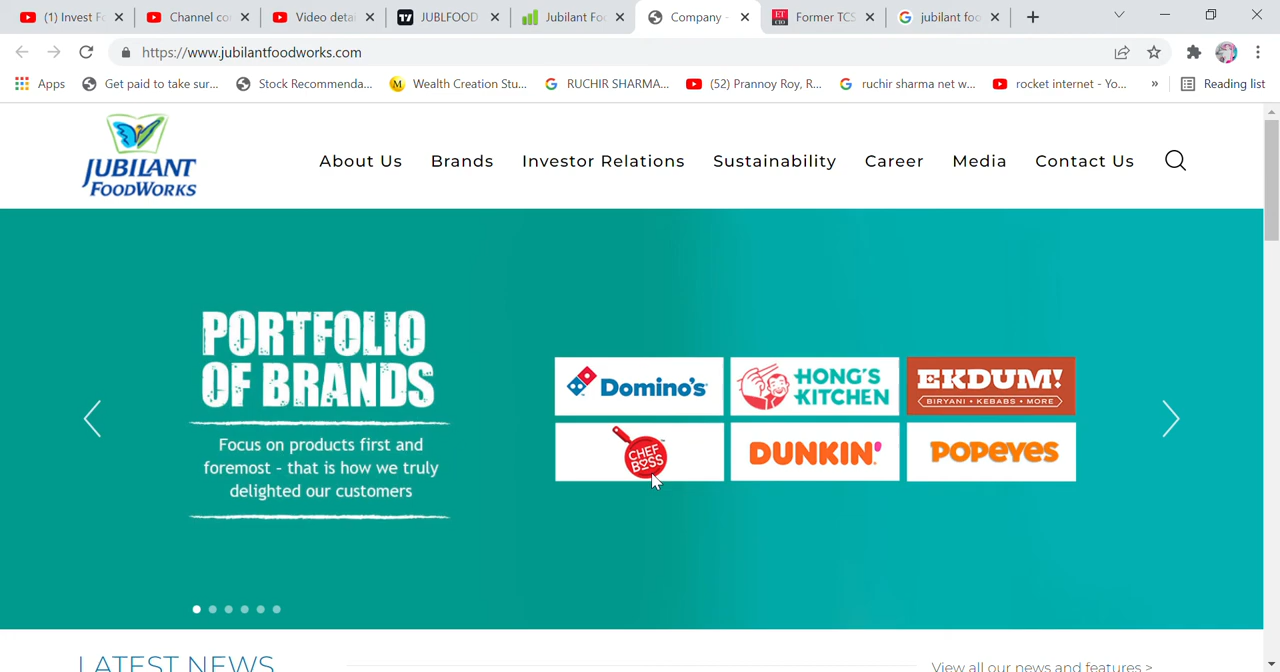 (1) Invest F
Channel co
Video detai
JUBLFOOD
Jubilant Fo
Company -
ET CIO
Former TCS
jubilant foo
https://www.jubilantfoodworks.com
Apps
Get paid to take sur...
Stock Recommenda...
Wealth Creation Stu...
RUCHIR SHARMA...
(52) Prannoy Roy, R...
ruchir sharma net w...
rocket internet - Yo...
»
Reading list
JUBILANT
FOODWORKS
About Us
Brands
Investor Relations
Sustainability
Career
Media
Contact Us
PORTFOLIO
OF BRANDS
Focus on products first and
foremost - that is how we truly
delighted our customers
Domino's
HONG'S
KITCHEN
EKDUM!
BIRYANI • KEBABS • MORE
CHEF
BOSS
DUNKIN'
POPEYES
LATEST NEWS
View all our news and features >